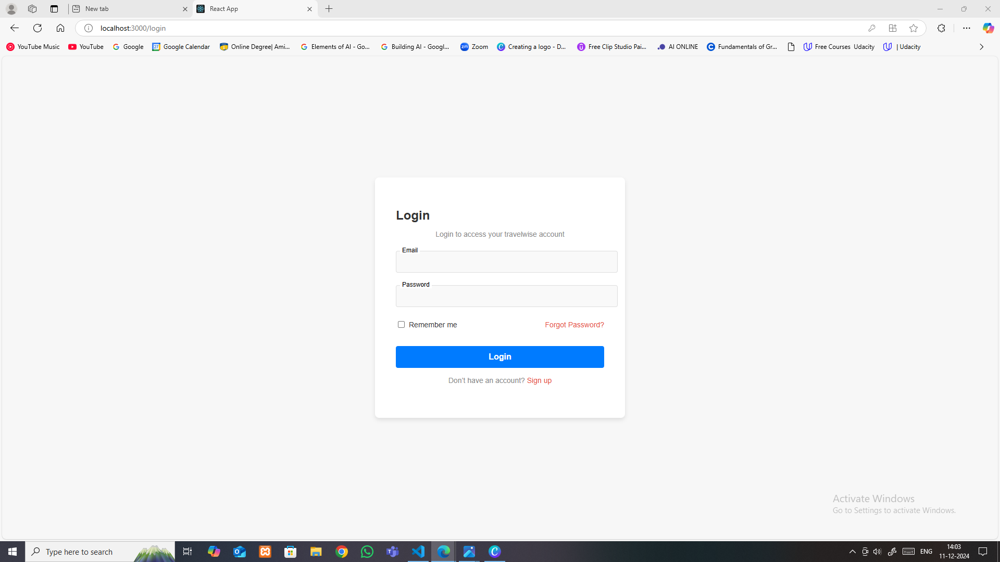 New tab
React App
localhost:3000/login
YouTube Music
YouTube
Google
Google Calendar
Online Degree| Ami...
Elements of AI - Go...
Building AI - Googl...
Zoom
Creating a logo - D...
Free Clip Studio Pai...
AI ONLINE
Fundamentals of Gr...
Free Courses Udacity
| Udacity
Login
Login to access your travelwise account
Email
Password
Remember me
Forgot Password?
Login
Don't have an account? Sign up
Activate Windows
Go to Settings to activate Windows.
Type here to search
ENG
14:03
11-12-2024